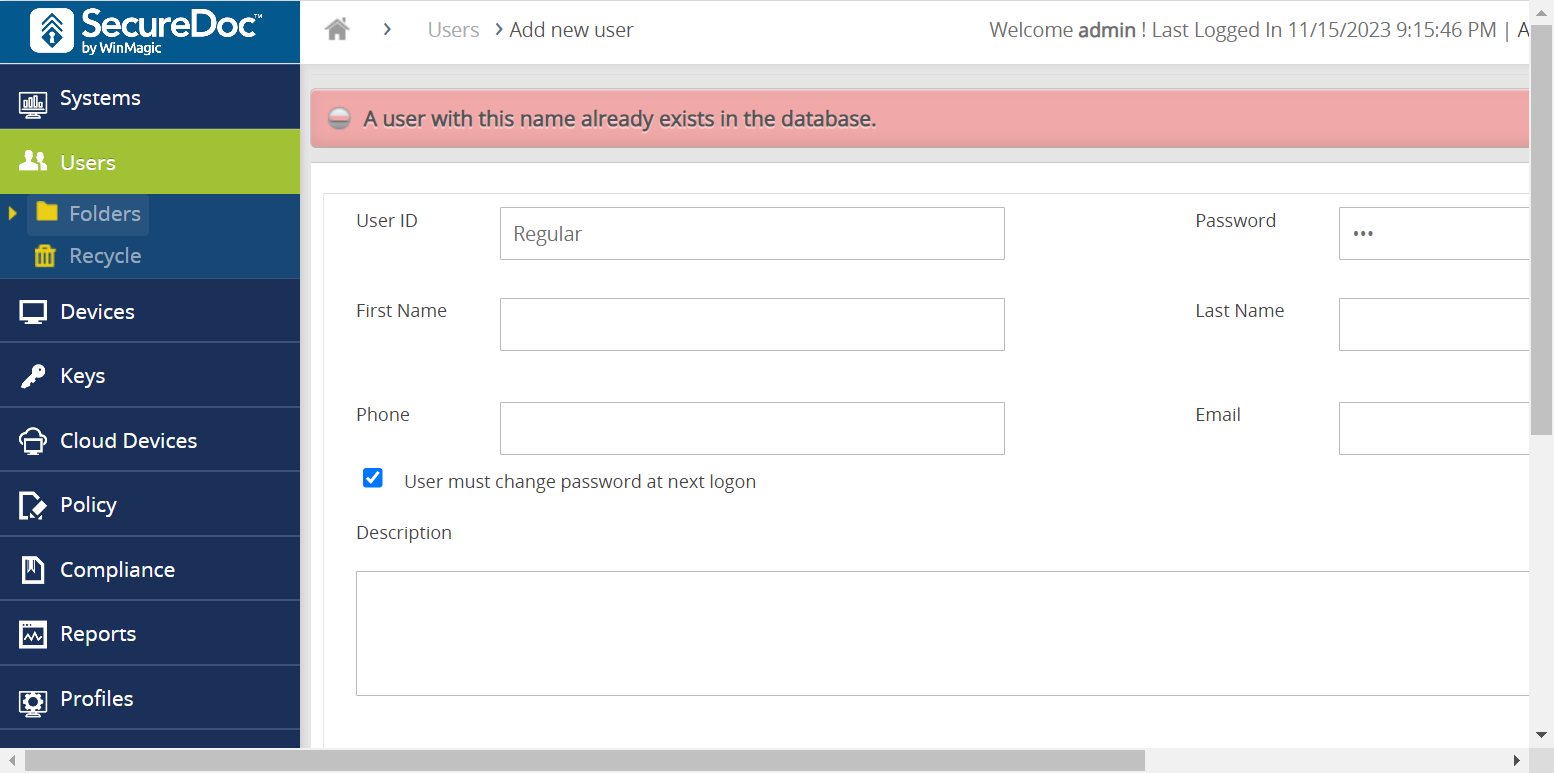 SecureDoc™
by WinMagic
Users
Add new user
Welcome admin ! Last Logged In 11/15/2023 9:15:46 PM | A
Systems
Users
Folders
Recycle
Devices
Keys
Cloud Devices
Policy
Compliance
Reports
Profiles
A user with this name already exists in the database.
User ID
Regular
Password
•••
First Name
Last Name
Phone
Email
User must change password at next logon
Description